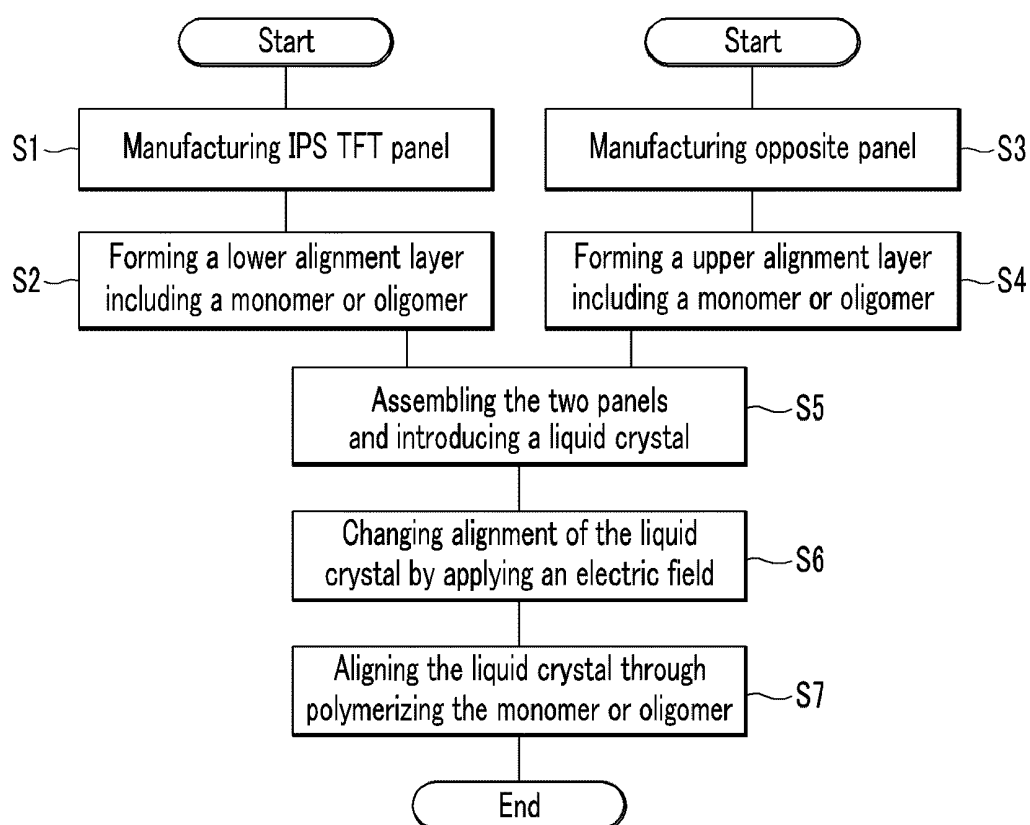 Start
Start
S1
Manufacturing IPS TFT panel
Manufacturing opposite panel
S3
S2
Forming a lower alignment layer
including a monomer or oligomer
Forming a upper alignment layer
including a monomer or oligomer
S4
Assembling the two panels
and introducing a liquid crystal
S5
Changing alignment of the liquid
crystal by applying an electric field
S6
Aligning the liquid crystal through
polymerizing the monomer or oligomer
S7
End